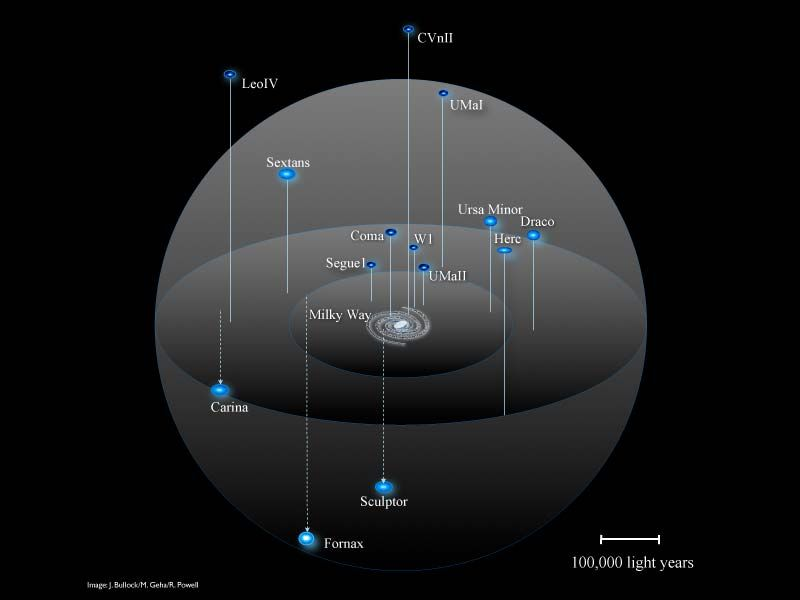 CVnII
LeoIV
UMaI
Sextans
Ursa Minor
Draco
Coma
W1
Herc
Segue1
UMaII
Milky Way
Carina
Sculptor
Fornax
100,000 light years
Image: J. Bullock/M. Geha/R. Powell